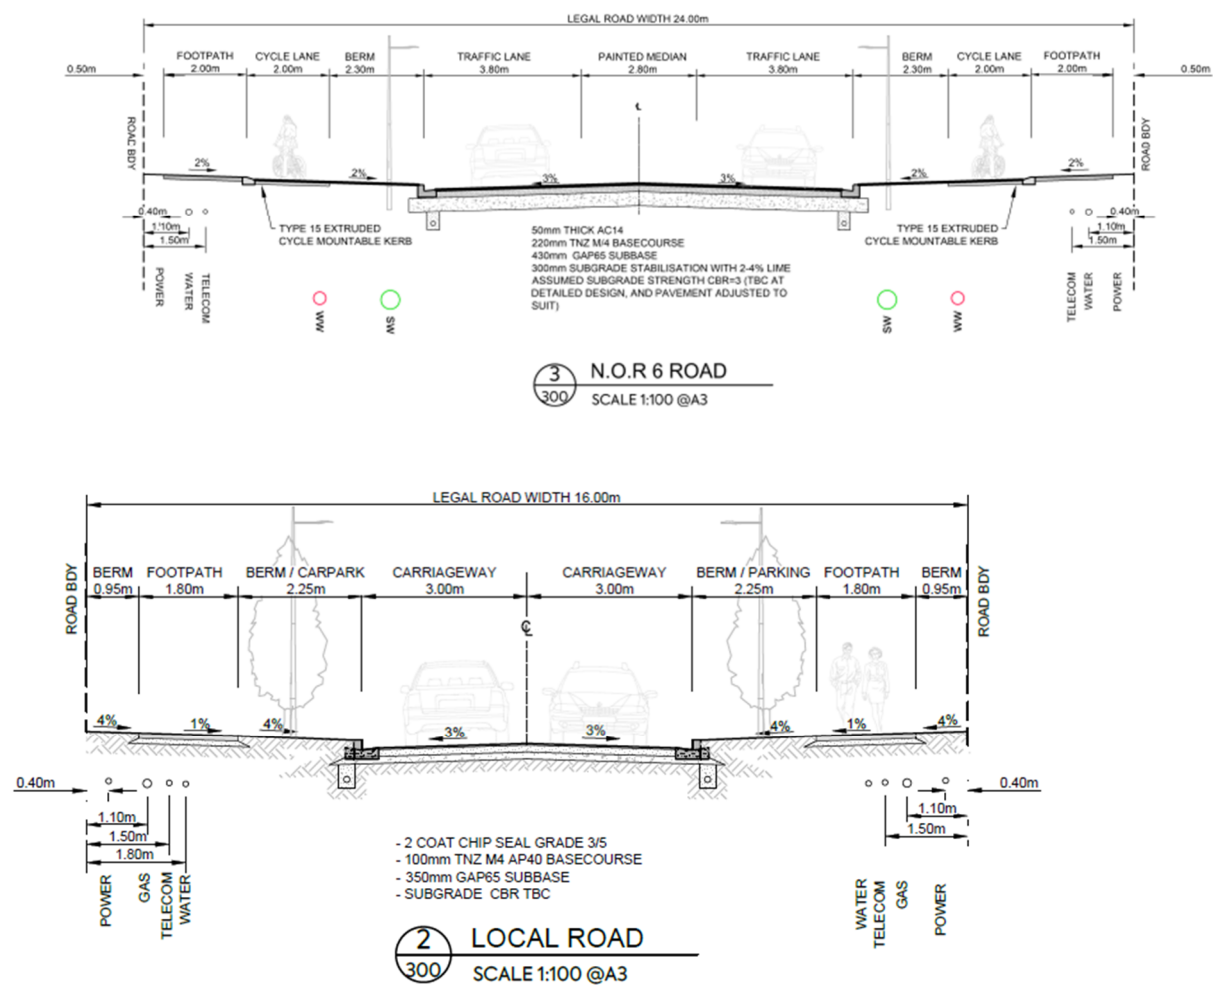 LEGAL ROAD WIDTH 24.00m
FOOTPATH CYCLE LANE BERM TRAFFIC LANE PAINTED MEDIAN TRAFFIC LANE BERM CYCLE LANE FOOTPATH
0.50m 2.00m 2.00m 2.30m 3.80m 2.80m 3.80m 2.30m 2.00m 2.00m 0.50m
ROAD BDY
ROAD BDY
2% 2% 3% 3% 2% 2%
0.40m 0.40m
1.10m 1.10m
1.50m 1.50m
TYPE 15 EXTRUDED
CYCLE MOUNTABLE KERB
TYPE 15 EXTRUDED
CYCLE MOUNTABLE KERB
50mm THICK AC14
220mm TNZ M/4 BASECOURSE
430mm GAP65 SUBBASE
300mm SUBGRADE STABILISATION WITH 2-4% LIME
ASSUMED SUBGRADE STRENGTH CBR=3 (TBC AT
DETAILED DESIGN, AND PAVEMENT ADJUSTED TO
SUIT)
POWER
WATER
TELECOM
WW
SW
SW
WW
TELECOM
WATER
POWER
3
300
N.O.R 6 ROAD
SCALE 1:100 @A3
LEGAL ROAD WIDTH 16.00m
BERM FOOTPATH BERM / CARPARK CARRIAGEWAY CARRIAGEWAY BERM / PARKING FOOTPATH BERM
0.95m 1.80m 2.25m 3.00m 3.00m 2.25m 1.80m 0.95m
ROAD BDY
ROAD BDY
4% 1% 4% 3% 3% 4% 1% 4%
0.40m 0.40m
1.10m 1.10m
1.50m 1.50m
1.80m
POWER
GAS
TELECOM
WATER
WATER
TELECOM
GAS
POWER
- 2 COAT CHIP SEAL GRADE 3/5
- 100mm TNZ M4 AP40 BASECOURSE
- 350mm GAP65 SUBBASE
- SUBGRADE CBR TBC
2
300
LOCAL ROAD
SCALE 1:100 @A3